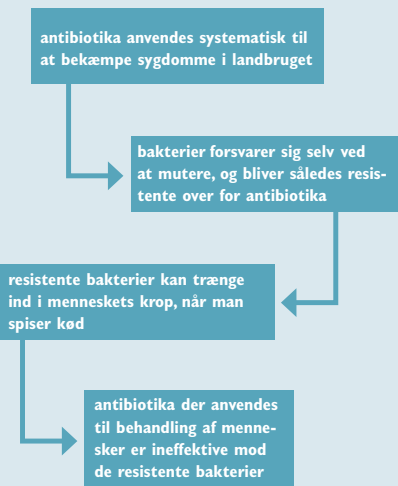 antibiotika anvendes systematisk til
at bekæmpe sygdomme i landbruget
bakterier forsvarer sig selv ved
at mutere, og bliver således resis-
tente over for antibiotika
resistente bakterier kan trænge
ind i menneskets krop, når man
spiser kød
antibiotika der anvendes
til behandling af menne-
sker er ineffektive mod
de resistente bakterier